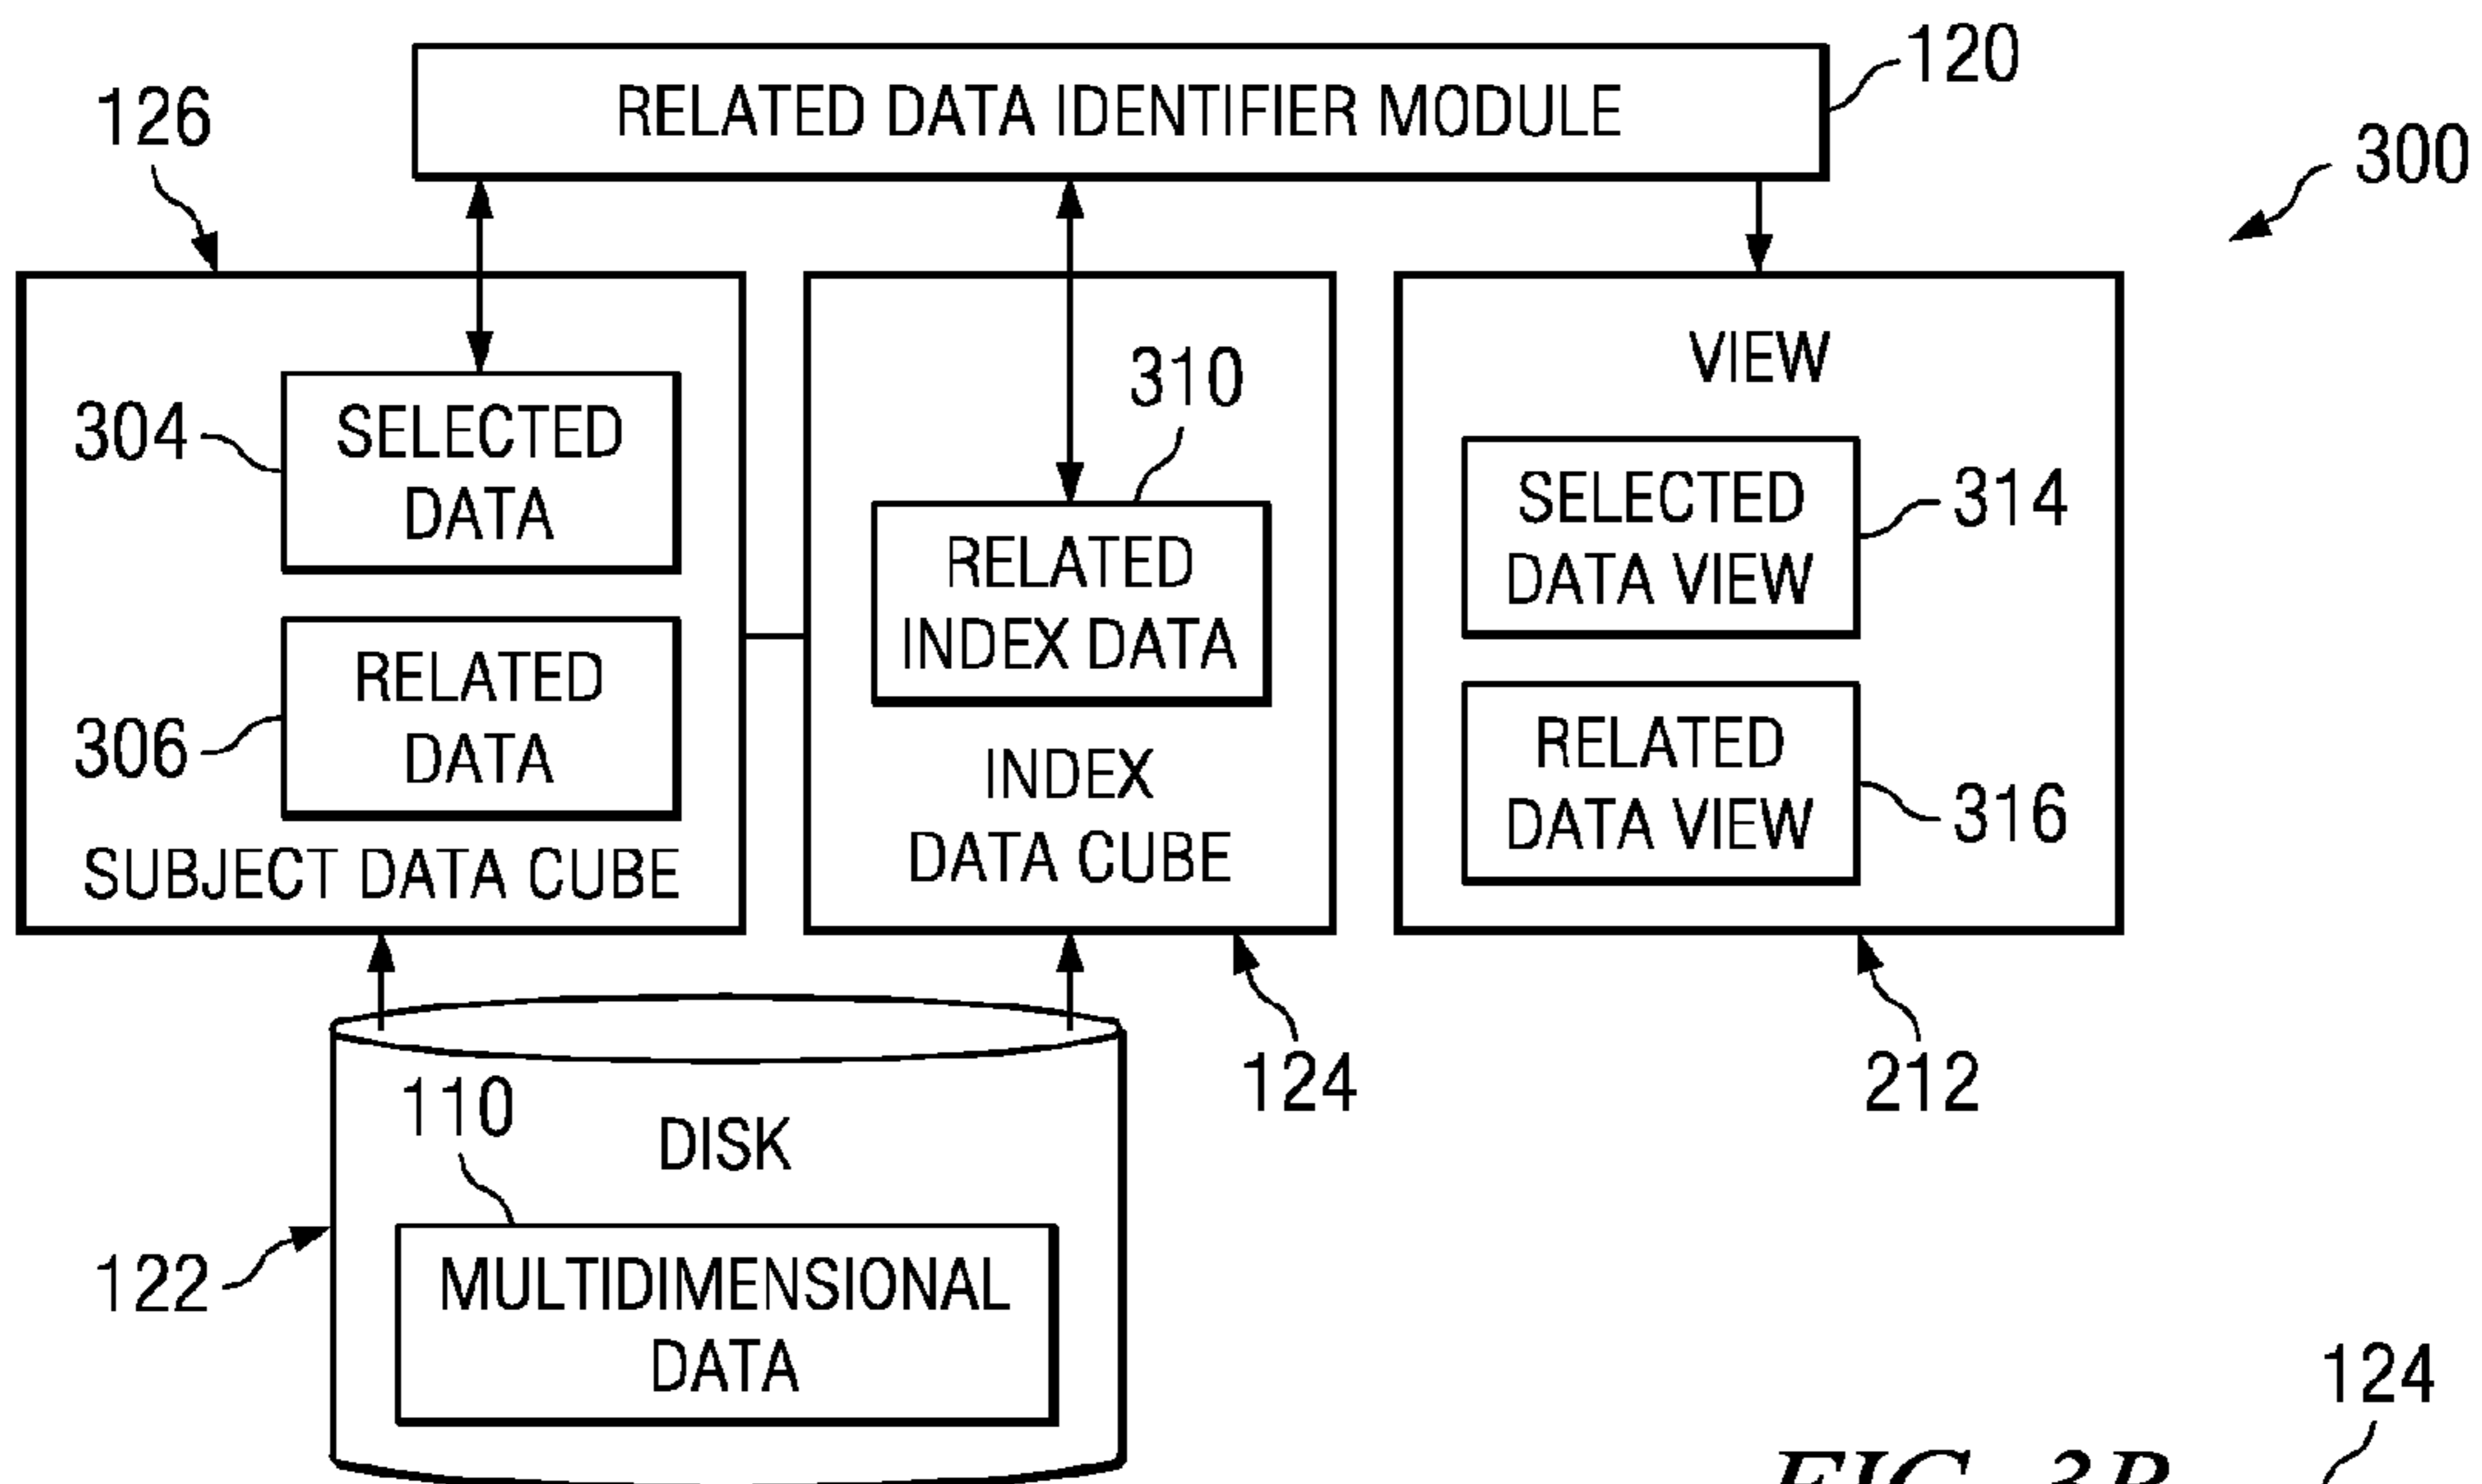 120
RELATED DATA IDENTIFIER MODULE
126
300
304
SELECTED
DATA
306
RELATED
DATA
SUBJECT DATA CUBE
310
RELATED
INDEX DATA
INDEX
DATA CUBE
VIEW
SELECTED
DATA VIEW
314
RELATED
DATA VIEW
316
124
212
110
DISK
122
MULTIDIMENSIONAL
DATA
124
FIG. 3B